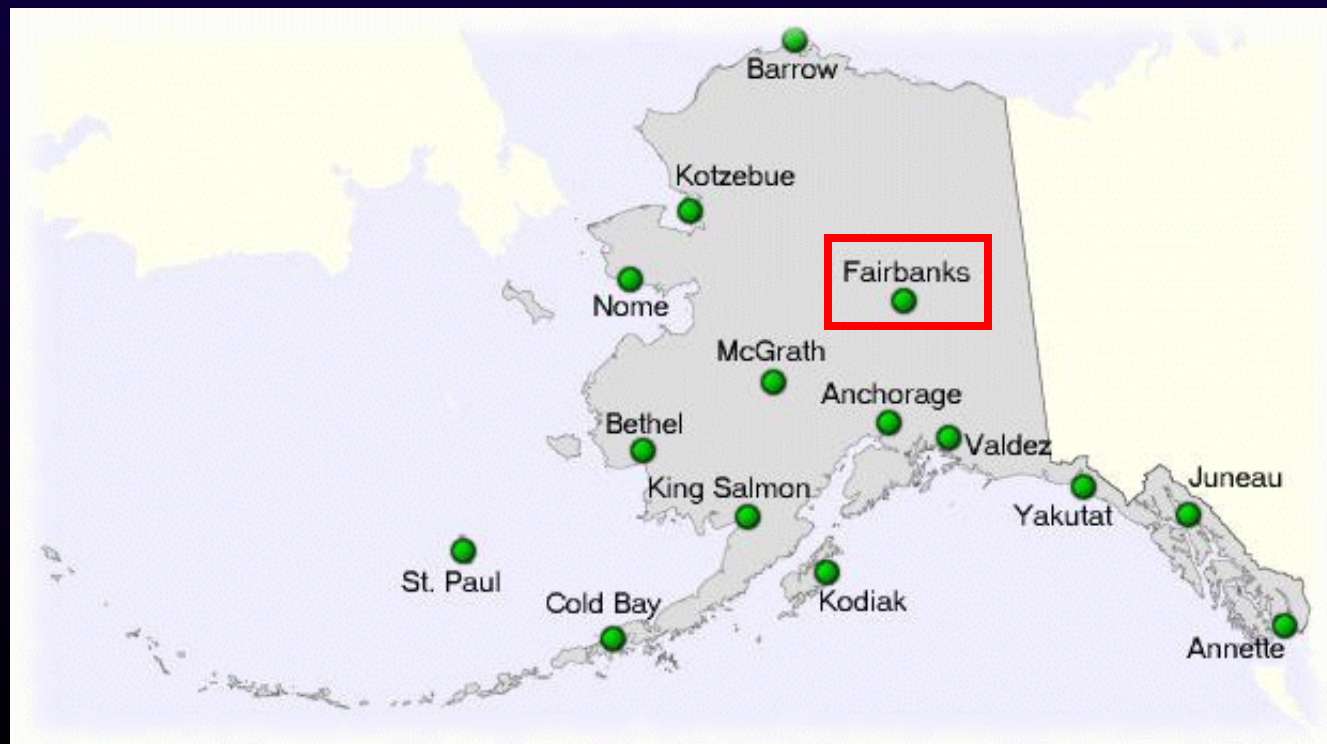 Barrow
Kotzebue
Fairbanks
Nome
McGrath
Anchorage
Bethel
Valdez
King Salmon
Juneau
Yakutat
St. Paul
Cold Bay
Kodiak
Annette